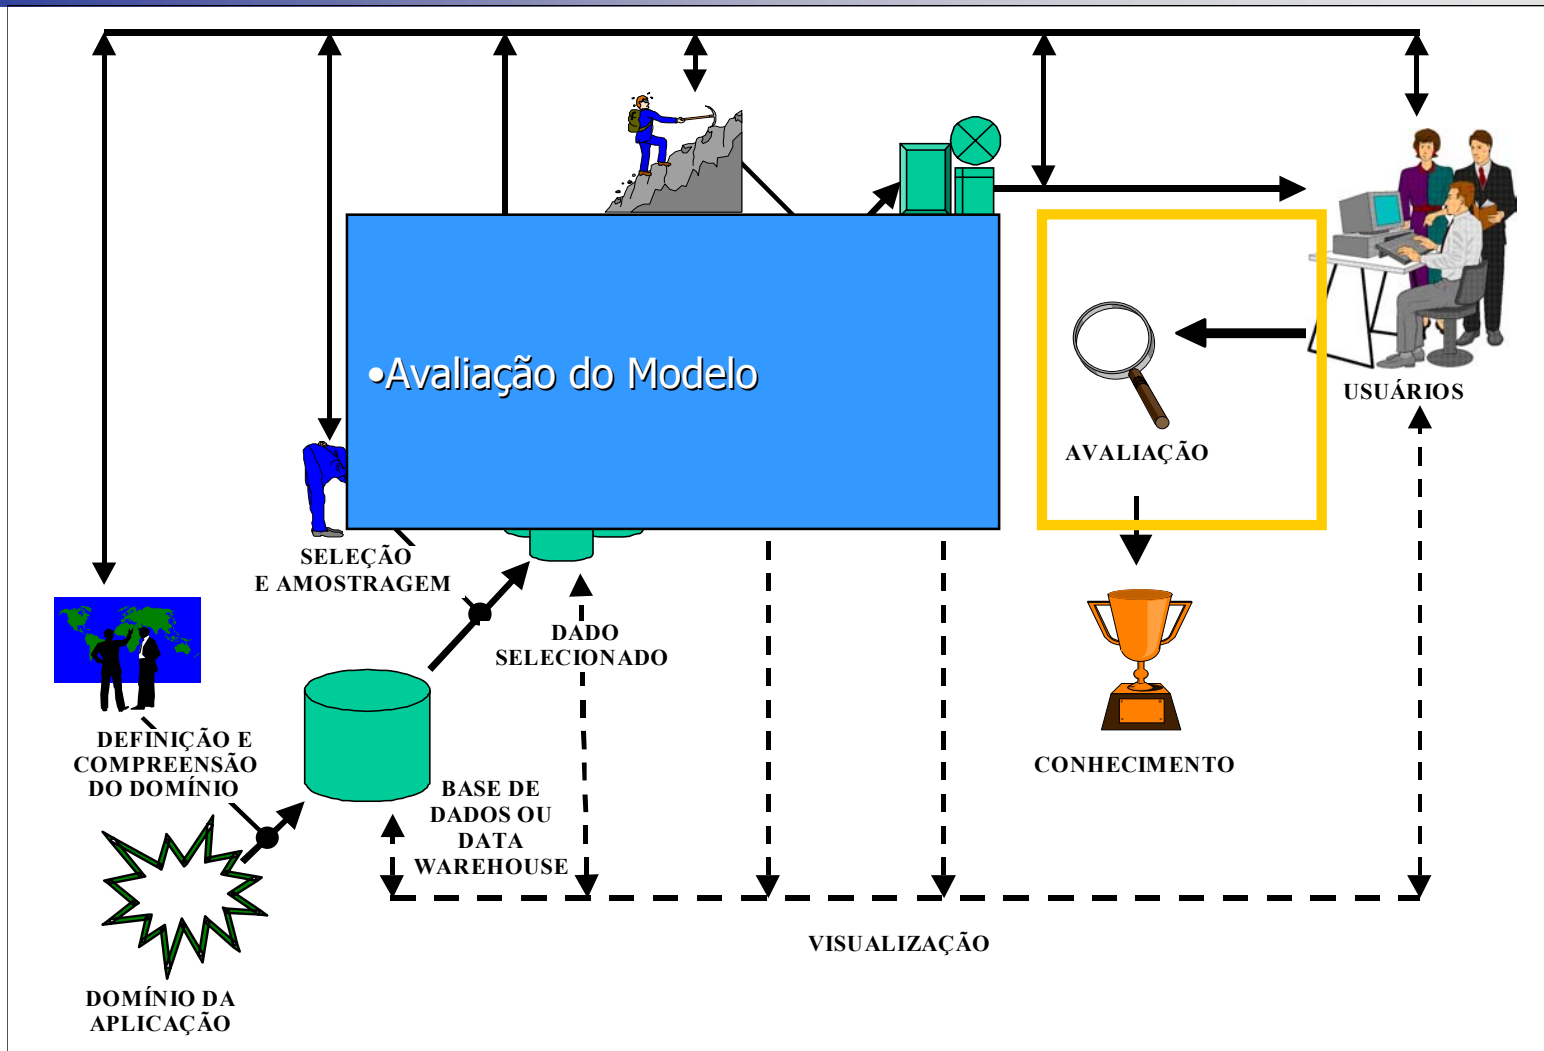 •Avaliação do Modelo
USUÁRIOS
AVALIAÇÃO
SELEÇÃO
E AMOSTRAGEM
DADO
SELECIONADO
DEFINIÇÃO E
COMPREENSÃO
DO DOMÍNIO
CONHECIMENTO
BASE DE
DADOS OU
DATA
WAREHOUSE
VISUALIZAÇÃO
DOMÍNIO DA
APLICAÇÃO